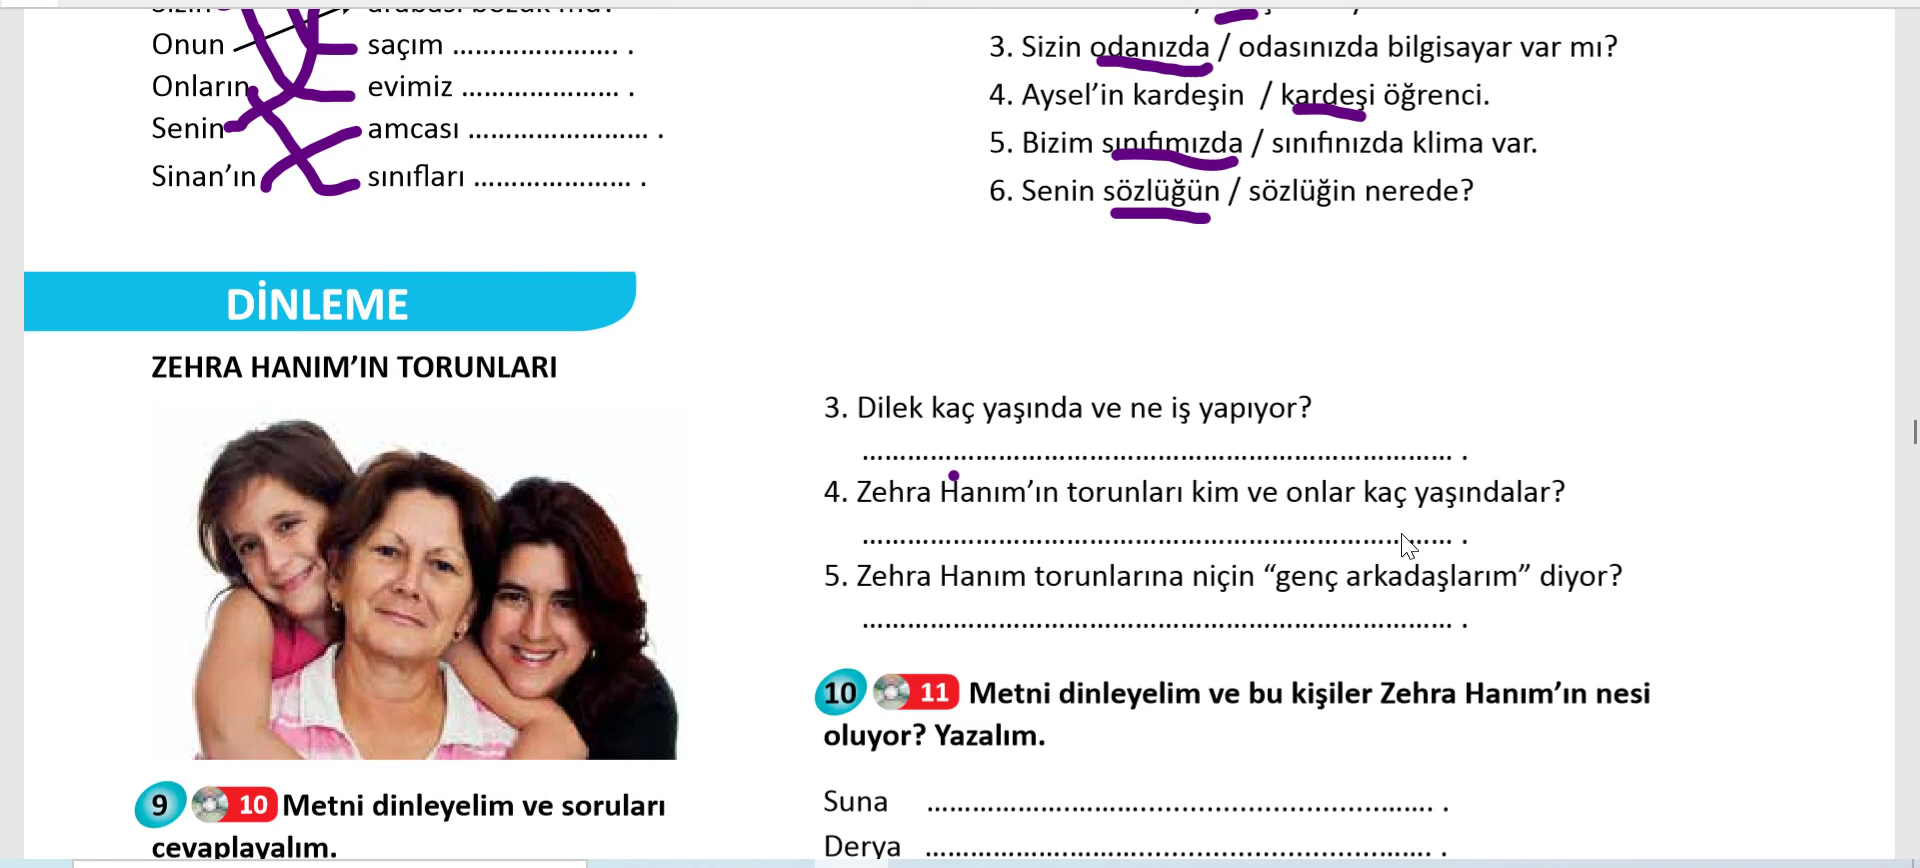 Onun saçım ........................ .
Onların evimiz ....................... .
Senin amcası .......................... .
Sinan’ın sınıfları ....................... .
3. Sizin odanızda / odasınızda bilgisayar var mı?
4. Aysel’in kardeşin / kardeşi öğrenci.
5. Bizim sınıfımızda / sınıfınızda klima var.
6. Senin sözlüğün / sözlüğin nerede?
DİNLEME
ZEHRA HANIM’IN TORUNLARI
9 10 Metni dinleyelim ve soruları
cevaplayalım.
3. Dilek kaç yaşında ve ne iş yapıyor?
.............................................................................. .
4. Zehra Hanım’ın torunları kim ve onlar kaç yaşındalar?
.............................................................................. .
5. Zehra Hanım torunlarına niçin “genç arkadaşlarım” diyor?
.............................................................................. .
10 11 Metni dinleyelim ve bu kişiler Zehra Hanım’ın nesi
oluyor? Yazalım.
Suna .................................................................... .
Derya .................................................................... .